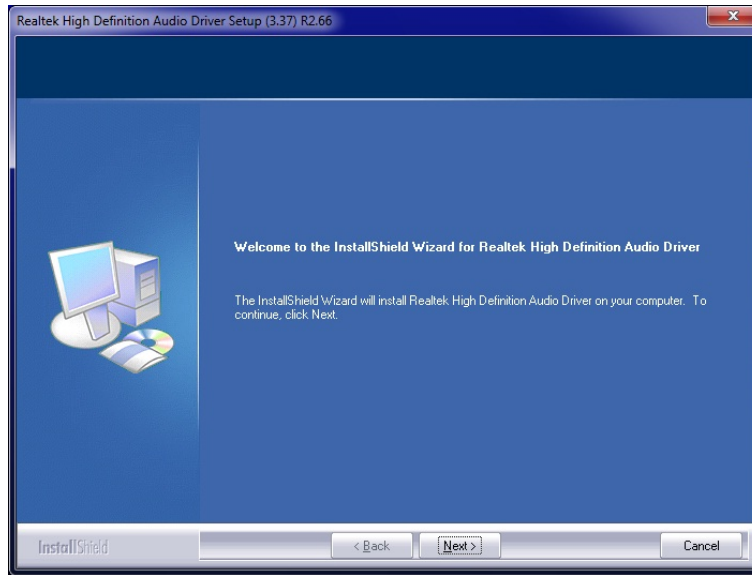 Realtek High Definition Audio Driver Setup (3.37) R2.66
x
Welcome to the InstallShield Wizard for Realtek High Definition Audio Driver
The InstallShield Wizard will install Realtek High Definition Audio Driver on your computer. To
continue, click Next.
InstallShield
< Back
Next >
Cancel